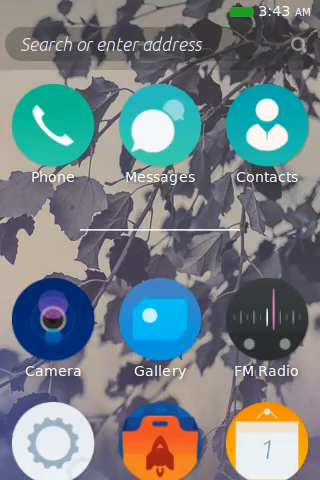 3:43 AM
Search or enter address
Phone
Messages
Contacts
Camera
Gallery
FM Radio
1